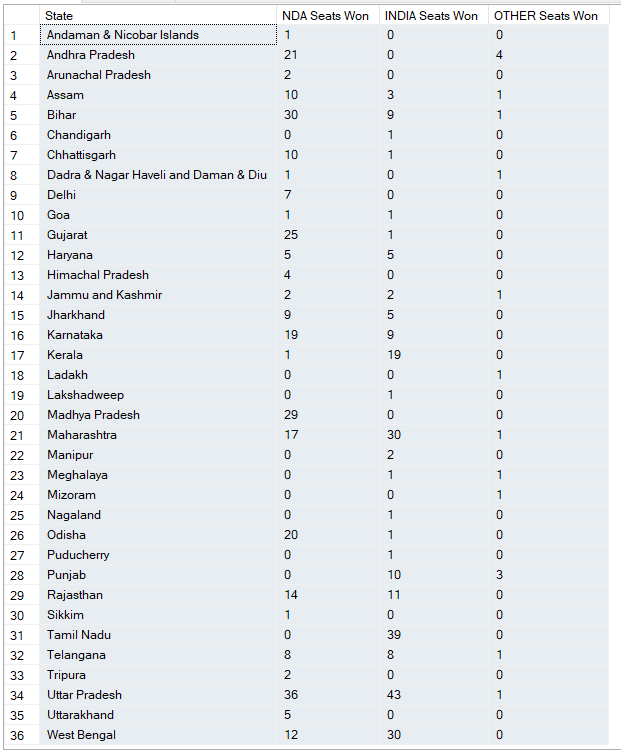 State NDA Seats Won INDIA Seats Won OTHER Seats Won
1 Andaman & Nicobar Islands 1 0 0
2 Andhra Pradesh 21 0 4
3 Arunachal Pradesh 2 0 0
4 Assam 10 3 1
5 Bihar 30 9 1
6 Chandigarh 0 1 0
7 Chhattisgarh 10 1 0
8 Dadra & Nagar Haveli and Daman & Diu 1 0 1
9 Delhi 7 0 0
10 Goa 1 1 0
11 Gujarat 25 1 0
12 Haryana 5 5 0
13 Himachal Pradesh 4 0 0
14 Jammu and Kashmir 2 2 1
15 Jharkhand 9 5 0
16 Karnataka 19 9 0
17 Kerala 1 19 0
18 Ladakh 0 0 1
19 Lakshadweep 0 1 0
20 Madhya Pradesh 29 0 0
21 Maharashtra 17 30 1
22 Manipur 0 2 0
23 Meghalaya 0 1 1
24 Mizoram 0 0 1
25 Nagaland 0 1 0
26 Odisha 20 1 0
27 Puducherry 0 1 0
28 Punjab 0 10 3
29 Rajasthan 14 11 0
30 Sikkim 1 0 0
31 Tamil Nadu 0 39 0
32 Telangana 8 8 1
33 Tripura 2 0 0
34 Uttar Pradesh 36 43 1
35 Uttarakhand 5 0 0
36 West Bengal 12 30 0